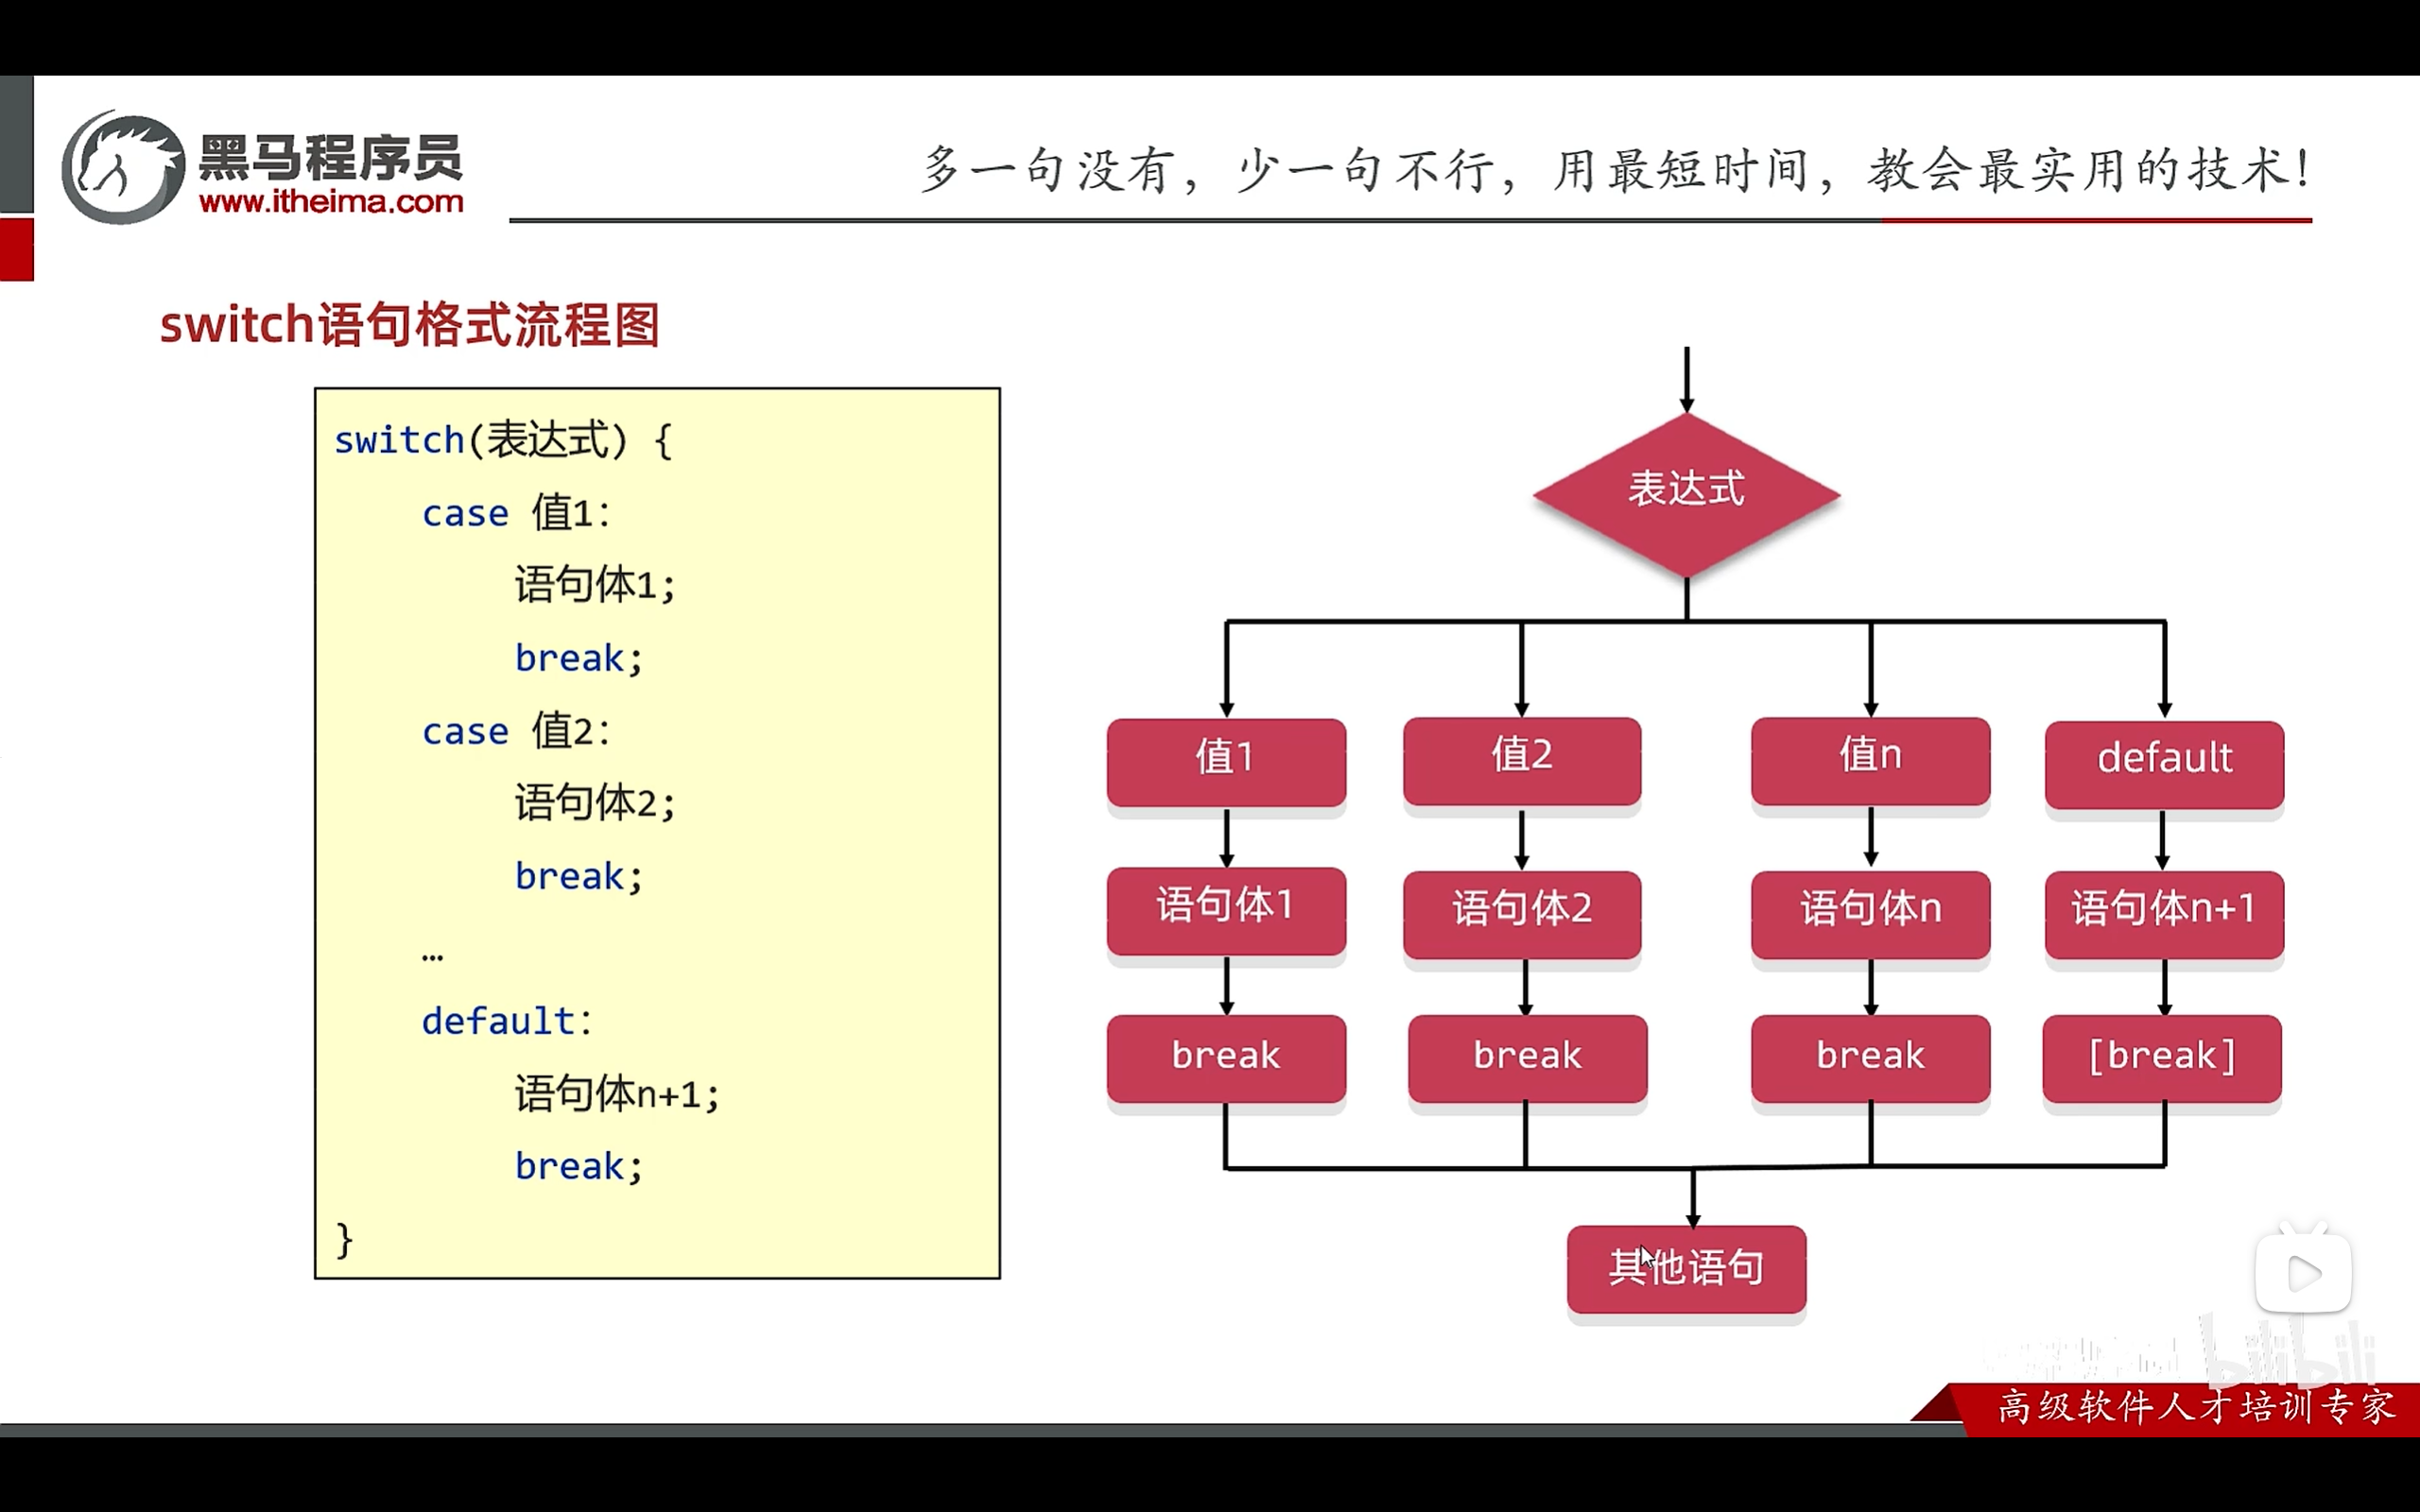 黑马程序员
www.itheima.com
多一句没有，少一句不行，用最短时间，教会最实用的技术！
switch语句格式流程图
switch(表达式) {
case 值1:
语句体1;
break;
case 值2:
语句体2;
break;
…
default:
语句体n+1;
break;
}
表达式
值1
值2
值n
default
语句体1
语句体2
语句体n
语句体n+1
break
break
break
[break]
其他语句
bilibili
高级软件人才培训专家